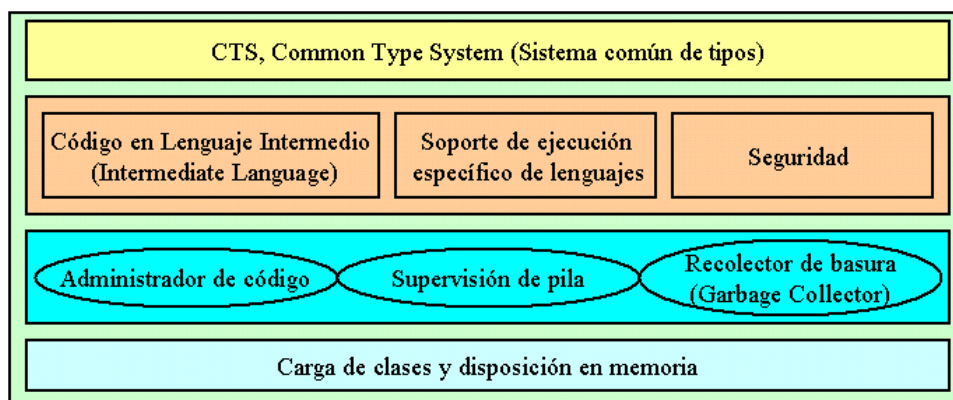 CTS, Common Type System (Sistema común de tipos)
Código en Lenguaje Intermedio
(Intermediate Language)
Soporte de ejecución
específico de lenguajes
Seguridad
Administrador de código
Supervisión de pila
Recolector de basura
(Garbage Collector)
Carga de clases y disposición en memoria